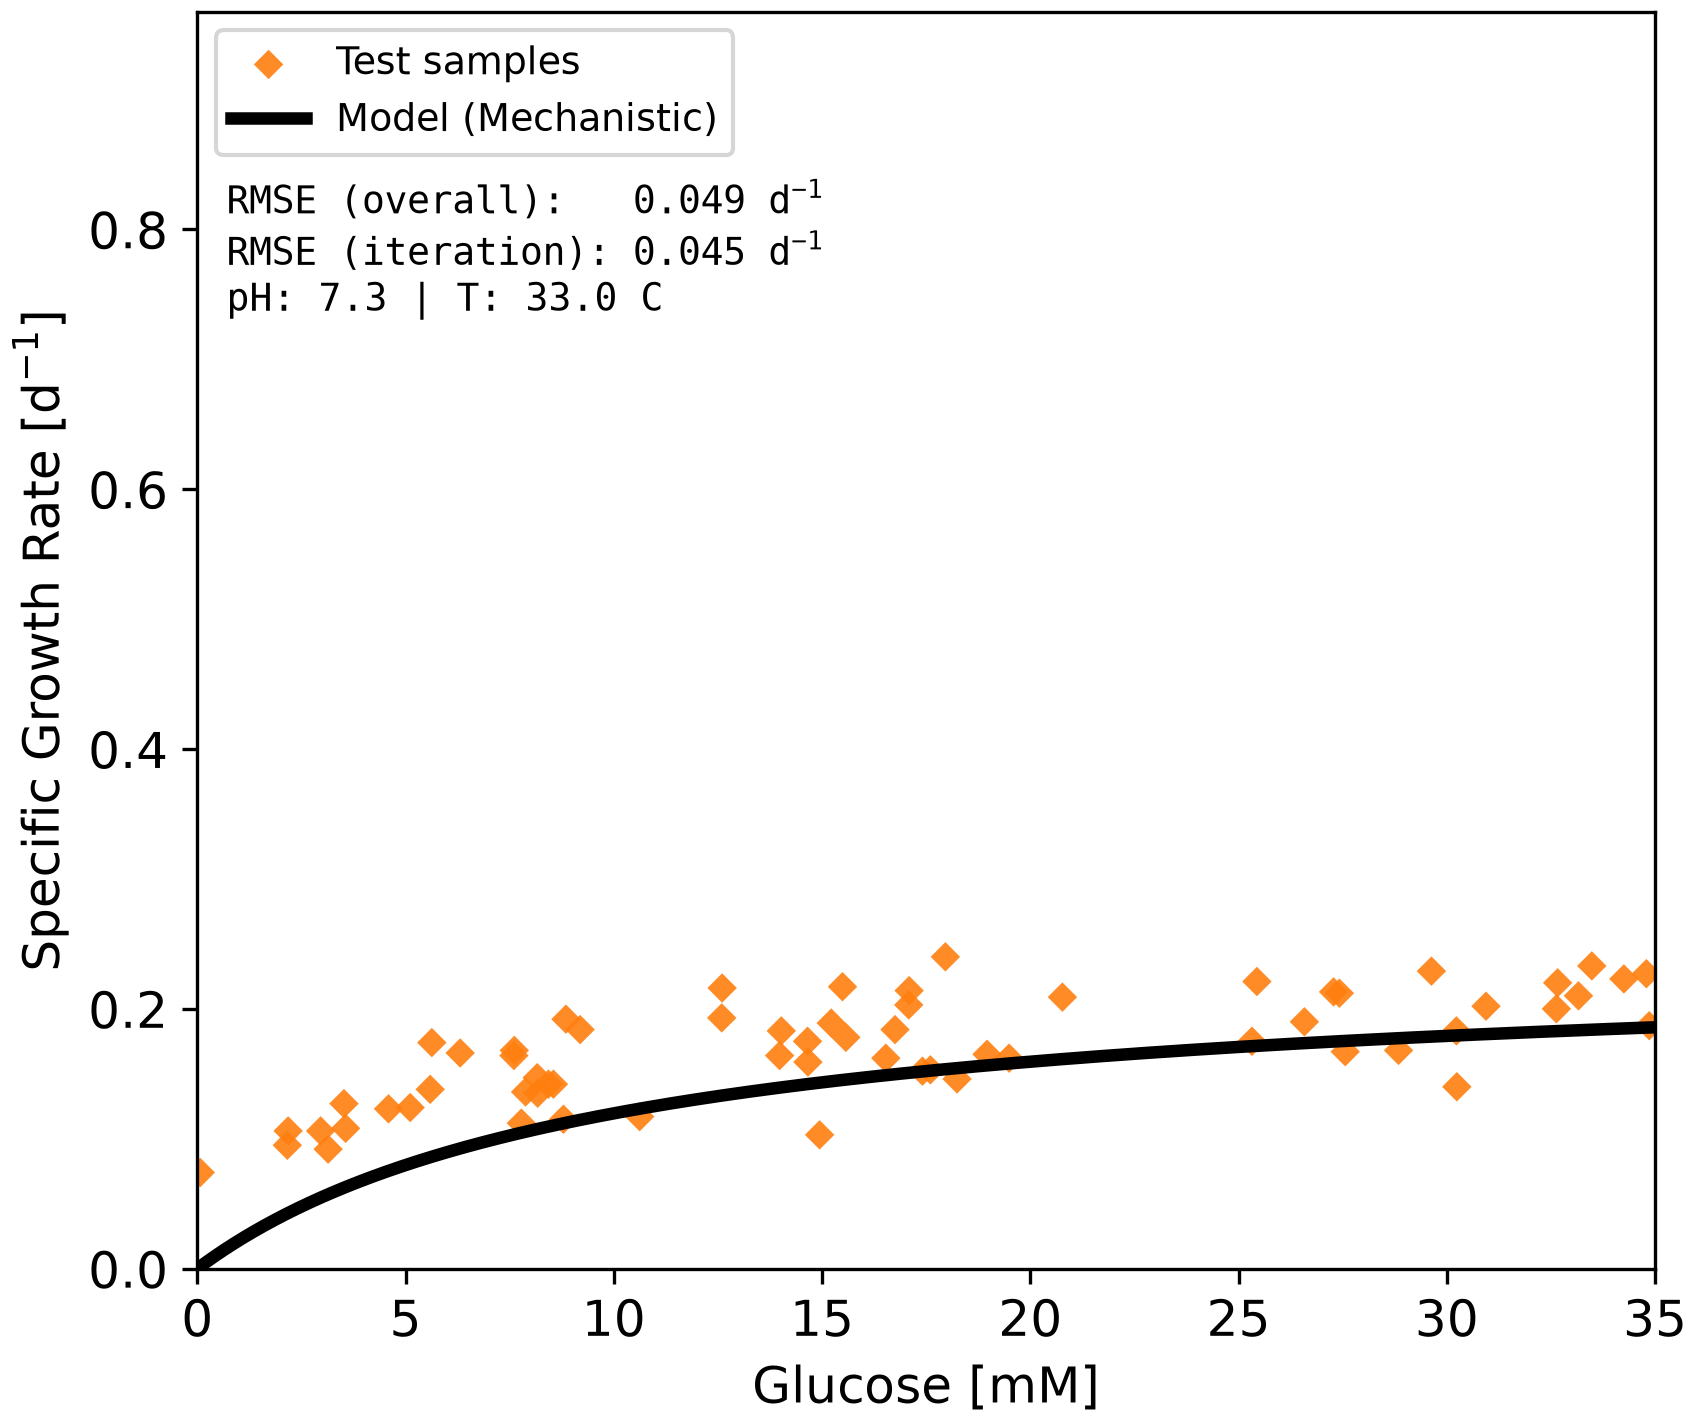 Test samples
Model (Mechanistic)
RMSE (overall):   0.049 d⁻¹
RMSE (iteration): 0.045 d⁻¹
pH: 7.3 | T: 33.0 C
Specific Growth Rate [d⁻¹]
0.8
0.6
0.4
0.2
0.0
0 5 10 15 20 25 30 35
Glucose [mM]